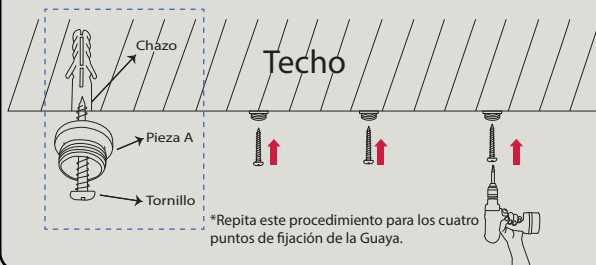 Chazo
Techo
Pieza A
Tornillo
*Repita este procedimiento para los cuatro
puntos de fijación de la Guaya.